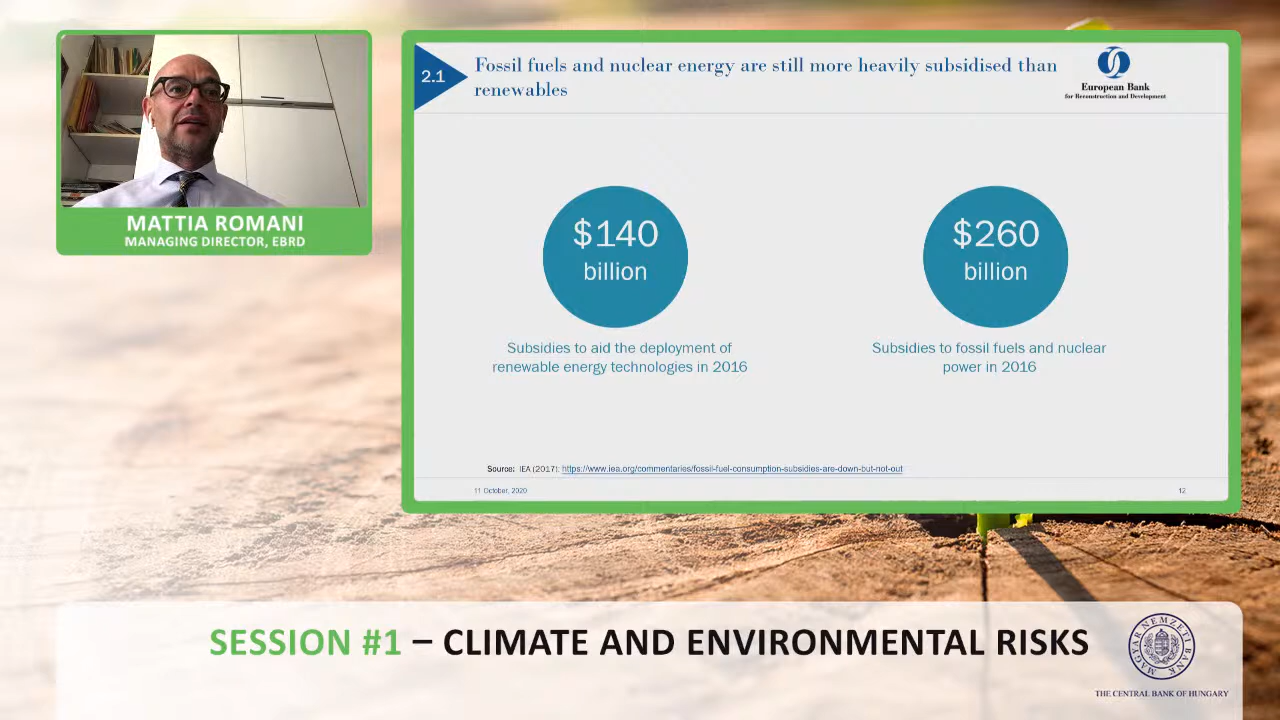 MATTIA ROMANI
MANAGING DIRECTOR, EBRD
2.1
Fossil fuels and nuclear energy are still more heavily subsidised than
renewables
European Bank
for Reconstruction and Development
$140
billion
Subsidies to aid the deployment of
renewable energy technologies in 2016
$260
billion
Subsidies to fossil fuels and nuclear
power in 2016
Source: IEA (2017): https://www.iea.org/commentaries/fossil-fuel-consumption-subsidies-are-down-but-not-out
11 October, 2020
12
SESSION #1 – CLIMATE AND ENVIRONMENTAL RISKS
MAGYAR NEMZETI BANK
THE CENTRAL BANK OF HUNGARY